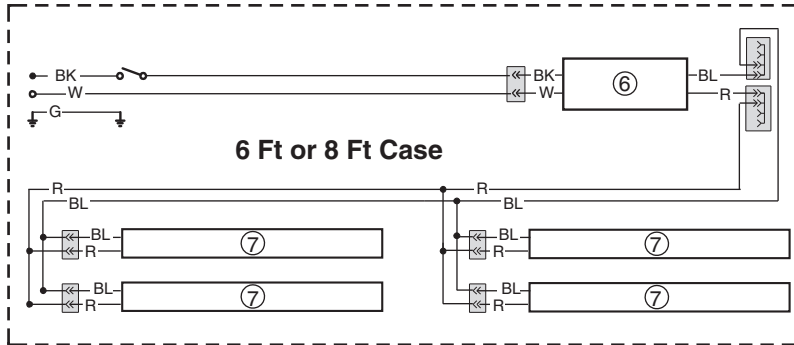 BK BK 6 BL
W W R
G
6 Ft or 8 Ft Case
R R
BL BL
BL 7 BL 7
R R
BL 7 BL 7
R R